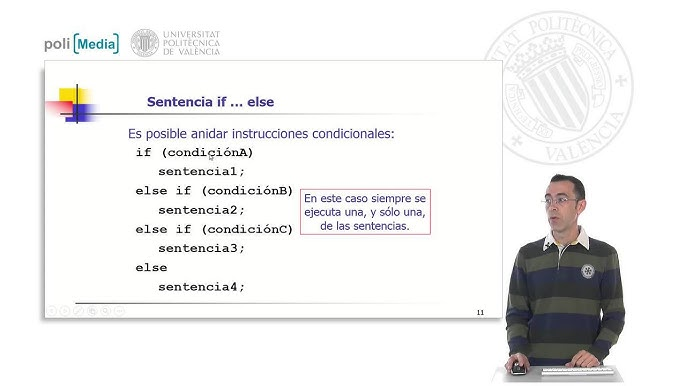 poli [Media]
UNIVERSITAT
POLITÈCNICA
DE VALÈNCIA
UNIVERSITAT POLITÈCNICA
VALÈNCIA
Sentencia if ... else
Es posible anidar instrucciones condicionales:
if (condiciónA)
sentencia1;
else if (condiciónB)
sentencia2;
else if (condiciónC)
sentencia3;
else
sentencia4;
En este caso siempre se
ejecuta una, y sólo una,
de las sentencias.
11